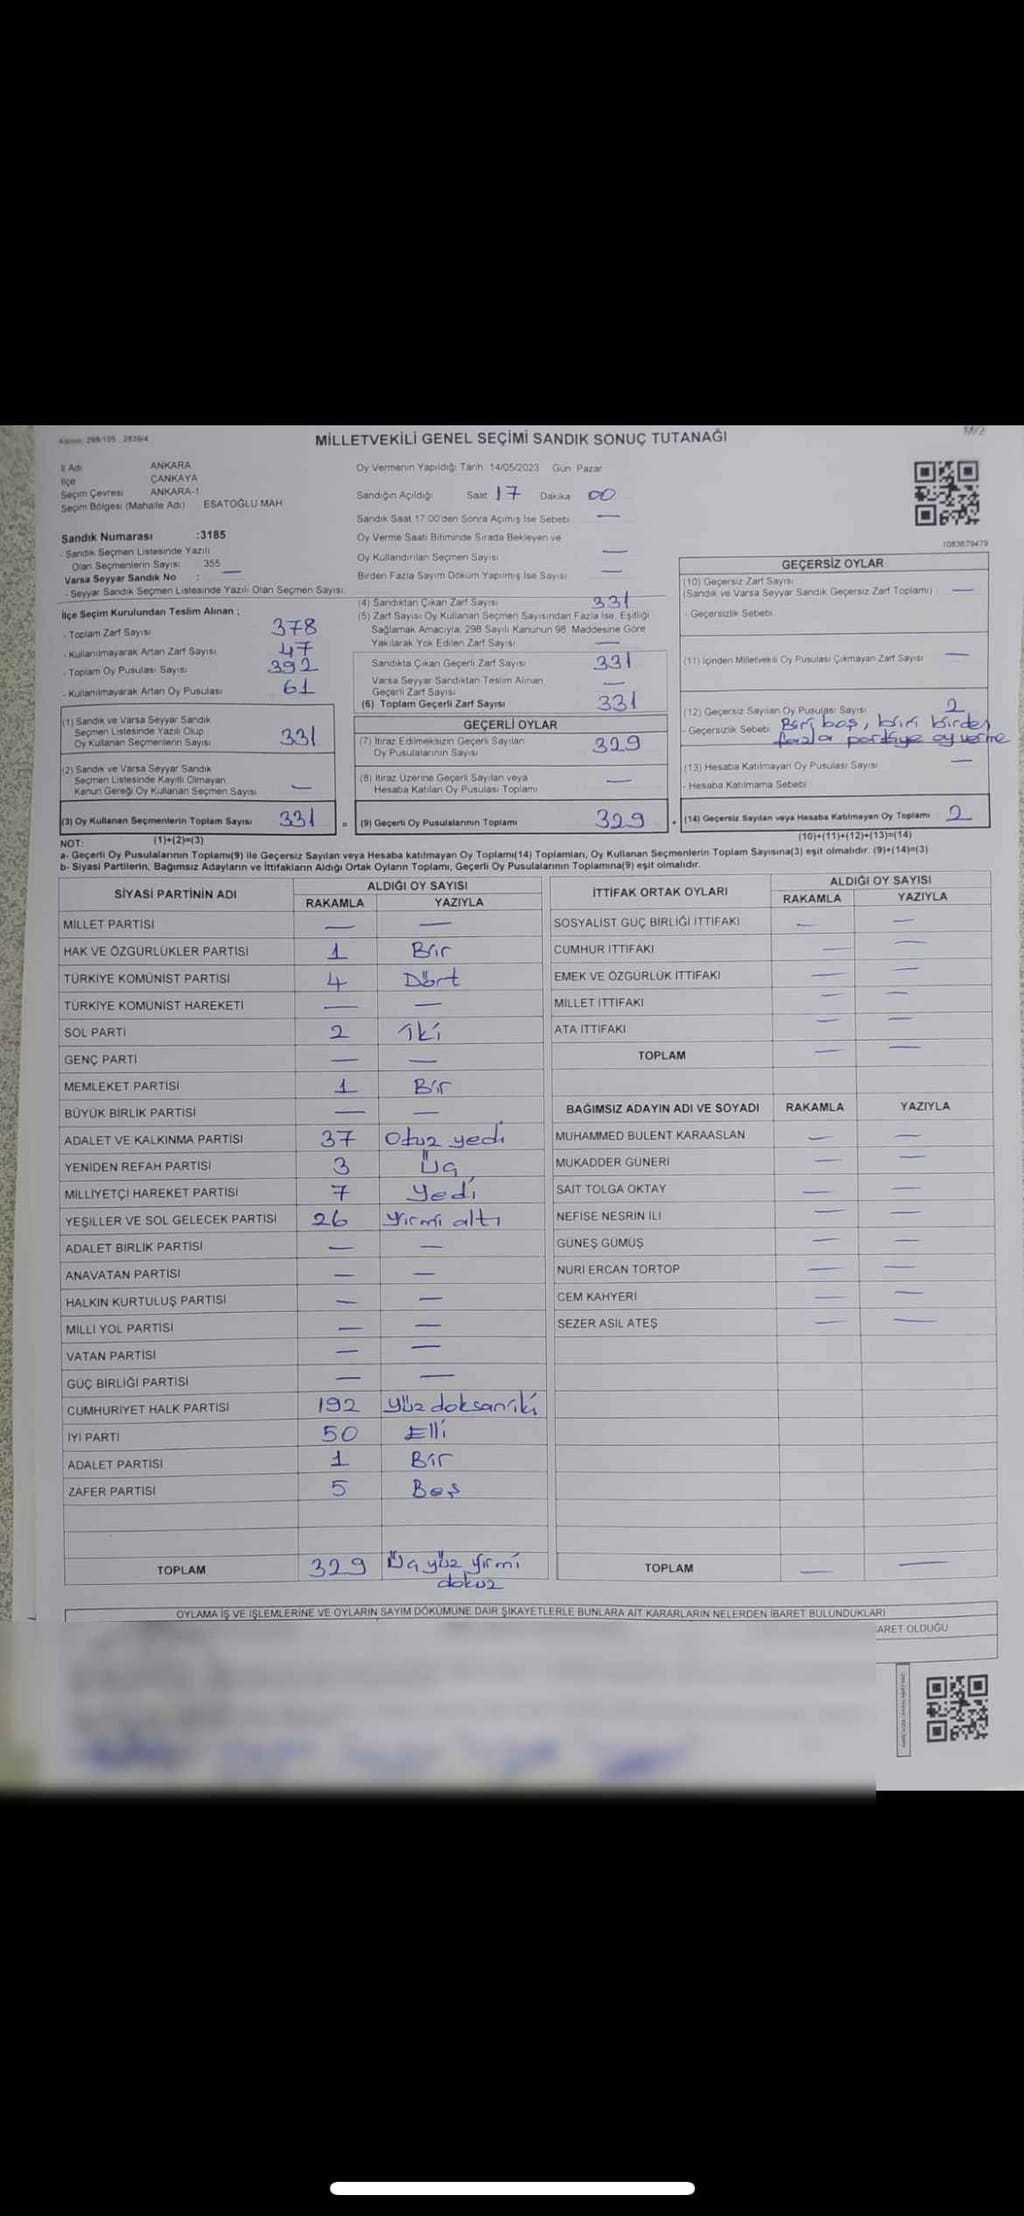 Kanun: 298/105 , 2839/4
M/2
MİLLETVEKİLİ GENEL SEÇİMİ SANDIK SONUÇ TUTANAĞI
İl Adı ANKARA
İlçe ÇANKAYA
Seçim Çevresi ANKARA-1
Seçim Bölgesi (Mahalle Adı) ESATOĞLU MAH
Oy Vermenin Yapıldığı Tarih 14/05/2023 Gün Pazar
Sandığın Açıldığı Saat 17 Dakika 00
Sandık Saat 17:00'den Sonra Açılmış İse Sebebi —
Oy Verme Saati Bitiminde Sırada Bekleyen ve
Oy Kullandırılan Seçmen Sayısı —
Birden Fazla Sayım Döküm Yapılmış İse Sayısı —
1083679479
Sandık Numarası :3185
- Sandık Seçmen Listesinde Yazılı
Olan Seçmenlerin Sayısı 355
Varsa Seyyar Sandık No : —
- Seyyar Sandık Seçmen Listesinde Yazılı Olan Seçmen Sayısı
İlçe Seçim Kurulundan Teslim Alınan ;
- Toplam Zarf Sayısı 378
- Kullanılmayarak Artan Zarf Sayısı 47
- Toplam Oy Pusulası Sayısı 392
- Kullanılmayarak Artan Oy Pusulası 61
(1) Sandık ve Varsa Seyyar Sandık
Seçmen Listesinde Yazılı Olup
Oy Kullanan Seçmenlerin Sayısı 331
(2) Sandık ve Varsa Seyyar Sandık
Seçmen Listesinde Kayıtlı Olmayan,
Kanun Gereği Oy Kullanan Seçmen Sayısı —
(3) Oy Kullanan Seçmenlerin Toplam Sayısı 331
(1)+(2)=(3)
(4) Sandıktan Çıkan Zarf Sayısı 331
(5) Zarf Sayısı Oy Kullanan Seçmen Sayısından Fazla İse, Eşitliği
Sağlamak Amacıyla, 298 Sayılı Kanunun 98. Maddesine Göre
Yakılarak Yok Edilen Zarf Sayısı —
Sandıkta Çıkan Geçerli Zarf Sayısı 331
Varsa Seyyar Sandıktan Teslim Alınan
Geçerli Zarf Sayısı —
(6) Toplam Geçerli Zarf Sayısı 331
GEÇERLİ OYLAR
(7) İtiraz Edilmeksizin Geçerli Sayılan
Oy Pusulalarının Sayısı 329
(8) İtiraz Üzerine Geçerli Sayılan veya
Hesaba Katılan Oy Pusulası Toplamı —
= (9) Geçerli Oy Pusulalarının Toplamı 329 +
GEÇERSİZ OYLAR
(10) Geçersiz Zarf Sayısı
(Sandık ve Varsa Seyyar Sandık Geçersiz Zarf Toplamı) —
- Geçersizlik Sebebi
(11) İçinden Milletvekili Oy Pusulası Çıkmayan Zarf Sayısı —
(12) Geçersiz Sayılan Oy Pusulası Sayısı 2
- Geçersizlik Sebebi Biri boş, biri birden
fazla partiye oy verme
(13) Hesaba Katılmayan Oy Pusulası Sayısı —
- Hesaba Katılmama Sebebi
(14) Geçersiz Sayılan veya Hesaba Katılmayan Oy Toplamı 2
(10)+(11)+(12)+(13)=(14)
NOT:
a- Geçerli Oy Pusulalarının Toplamı(9) ile Geçersiz Sayılan veya Hesaba katılmayan Oy Toplamı(14) Toplamları, Oy Kullanan Seçmenlerin Toplam Sayısına(3) eşit olmalıdır. (9)+(14)=(3)
b- Siyasi Partilerin, Bağımsız Adayların ve İttifakların Aldığı Ortak Oyların Toplamı, Geçerli Oy Pusulalarının Toplamına(9) eşit olmalıdır.
SİYASİ PARTİNİN ADI ALDIĞI OY SAYISI
RAKAMLA YAZIYLA
MİLLET PARTİSİ — —
HAK VE ÖZGÜRLÜKLER PARTİSİ 1 Bir
TÜRKİYE KOMÜNİST PARTİSİ 4 Dört
TÜRKİYE KOMÜNİST HAREKETİ — —
SOL PARTİ 2 iki
GENÇ PARTİ — —
MEMLEKET PARTİSİ 1 Bir
BÜYÜK BİRLİK PARTİSİ — —
ADALET VE KALKINMA PARTİSİ 37 Otuz yedi
YENİDEN REFAH PARTİSİ 3 Üç
MİLLİYETÇİ HAREKET PARTİSİ 7 Yedi
YEŞİLLER VE SOL GELECEK PARTİSİ 26 yirmi altı
ADALET BİRLİK PARTİSİ — —
ANAVATAN PARTİSİ — —
HALKIN KURTULUŞ PARTİSİ — —
MİLLİ YOL PARTİSİ — —
VATAN PARTİSİ — —
GÜÇ BİRLİĞİ PARTİSİ — —
CUMHURİYET HALK PARTİSİ 192 yüz doksan iki
İYİ PARTİ 50 Elli
ADALET PARTİSİ 1 Bir
ZAFER PARTİSİ 5 Beş
TOPLAM 329 Üç yüz yirmi
dokuz
İTTİFAK ORTAK OYLARI ALDIĞI OY SAYISI
RAKAMLA YAZIYLA
SOSYALİST GÜÇ BİRLİĞİ İTTİFAKI — —
CUMHUR İTTİFAKI — —
EMEK VE ÖZGÜRLÜK İTTİFAKI — —
MİLLET İTTİFAKI — —
ATA İTTİFAKI — —
TOPLAM — —
BAĞIMSIZ ADAYIN ADI VE SOYADI RAKAMLA YAZIYLA
MUHAMMED BÜLENT KARAASLAN — —
MUKADDER GÜNERİ — —
SAİT TOLGA OKTAY — —
NEFİSE NESRİN İLİ — —
GÜNEŞ GÜMÜŞ — —
NURİ ERCAN TORTOP — —
CEM KAHYERİ — —
SEZER ASİL ATEŞ — —
TOPLAM — —
OYLAMA İŞ VE İŞLEMLERİNE VE OYLARIN SAYIM DÖKÜMÜNE DAİR ŞİKAYETLERLE BUNLARA AİT KARARLARIN NELERDEN İBARET BULUNDUKLARI
ARET OLDUĞU